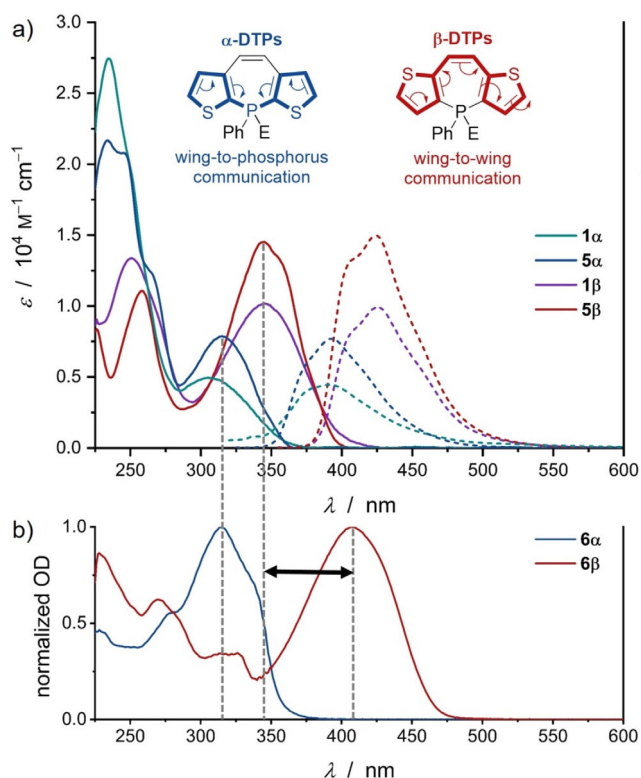 a)
3.0
2.5
2.0
1.5
1.0
0.5
0.0
ε / 10⁴ M⁻¹ cm⁻¹
α-DTPs
S
P
S
Ph
E
wing-to-phosphorus
communication
β-DTPs
S
S
P
Ph
E
wing-to-wing
communication
1α
5α
1β
5β
225 300 350 400 450 500 550 600
λ / nm
b)
1.0
0.5
0.0
normalized OD
6α
6β
225 300 350 400 450 500 550 600
λ / nm